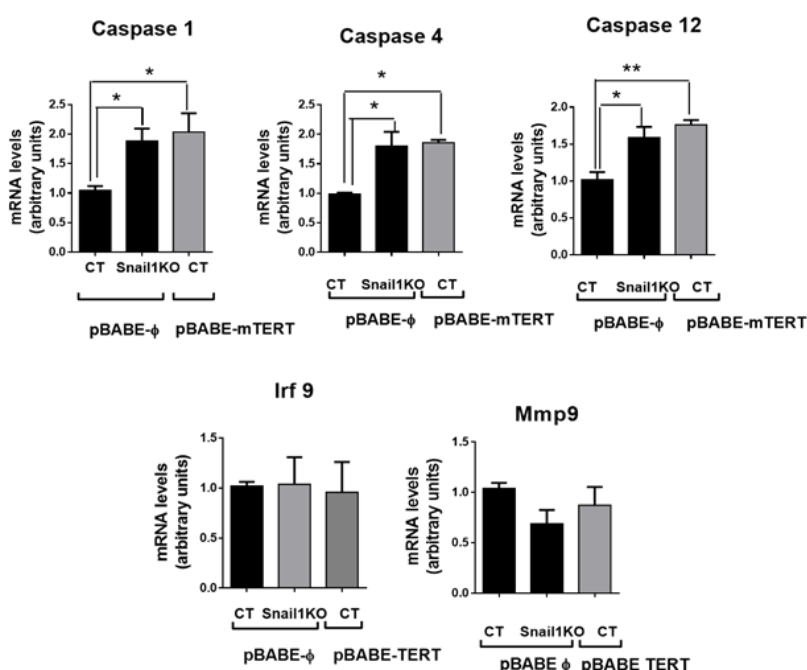 Caspase 1
*
*
mRNA levels
(arbitrary units)
2.5
2.0
1.5
1.0
0.5
0.0
CT Snail1KO CT
pBABE-ϕ pBABE-mTERT
Caspase 4
*
*
mRNA levels
(arbitrary units)
2.5
2.0
1.5
1.0
0.5
0.0
CT Snail1KO CT
pBABE-ϕ pBABE-mTERT
Caspase 12
**
*
mRNA levels
(arbitrary units)
2.0
1.5
1.0
0.5
0.0
CT Snail1KO CT
pBABE-ϕ pBABE-mTERT
Irf 9
mRNA levels
(arbitrary units)
1.5
1.0
0.5
0.0
CT Snail1KO CT
pBABE-ϕ pBABE-TERT
Mmp9
mRNA levels
(arbitrary units)
1.5
1.0
0.5
0.0
CT Snail1KO CT
pBABE ϕ pBABE TERT